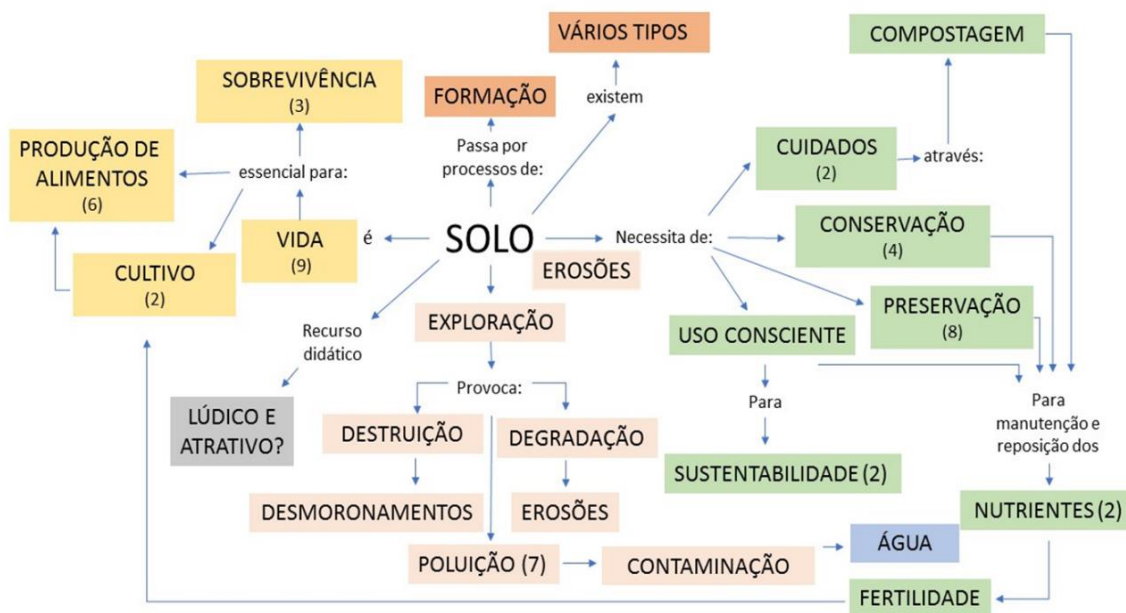 VÁRIOS TIPOS
COMPOSTAGEM
SOBREVIVÊNCIA
(3)
FORMAÇÃO
existem
PRODUÇÃO DE
ALIMENTOS
(6)
essencial para:
Passa por
processos de:
CUIDADOS
(2)
através:
VIDA
(9)
é
SOLO
Necessita de:
CONSERVAÇÃO
(4)
EROSÕES
CULTIVO
(2)
PRESERVAÇÃO
(8)
EXPLORAÇÃO
USO CONSCIENTE
Recurso
didático
Provoca:
Para
Para
manutenção e
reposição dos
LÚDICO E
ATRATIVO?
DESTRUIÇÃO
DEGRADAÇÃO
SUSTENTABILIDADE (2)
DESMORONAMENTOS
EROSÕES
NUTRIENTES (2)
POLUIÇÃO (7)
CONTAMINAÇÃO
ÁGUA
FERTILIDADE